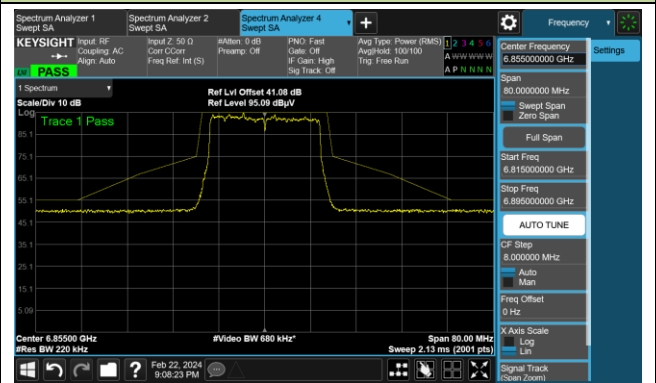 Spectrum Analyzer 1
Swept SA
Spectrum Analyzer 2
Swept SA
Spectrum Analyzer 4
Swept SA
Frequency
KEYSIGHT
Input: RF
Coupling: AC
Align: Auto
Input Z: 50 Ω
Corr CCorr
Freq Ref: Int (S)
#Atten: 0 dB
Preamp: Off
PNO: Fast
Gate: Off
IF Gain: High
Sig Track: Off
Avg Type: Power (RMS)
Avg|Hold: 100/100
Trig: Free Run
1 2 3 4 5 6
A W W W W W
A P N N N N
PASS
1 Spectrum
Scale/Div 10 dB
Ref Lvl Offset 41.08 dB
Ref Level 95.09 dBµV
Log
Trace 1 Pass
85.1
75.1
65.1
55.1
45.1
35.1
25.1
15.1
5.09
Center 6.85500 GHz
#Res BW 220 kHz
#Video BW 680 kHz*
Span 80.00 MHz
Sweep 2.13 ms (2001 pts)
Feb 22, 2024
9:08:23 PM
Center Frequency
6.855000000 GHz
Settings
Span
80.0000000 MHz
Swept Span
Zero Span
Full Span
Start Freq
6.815000000 GHz
Stop Freq
6.895000000 GHz
AUTO TUNE
CF Step
8.000000 MHz
Auto
Man
Freq Offset
0 Hz
X Axis Scale
Log
Lin
Signal Track
(Span Zoom)